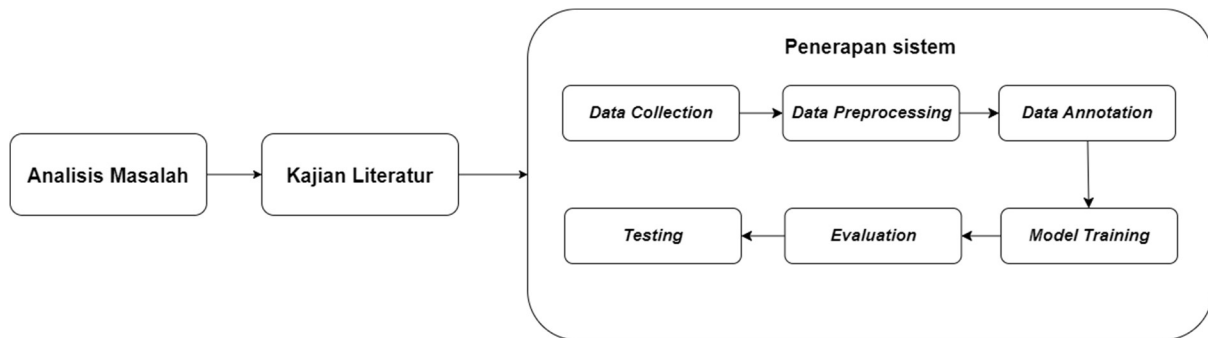 Penerapan sistem
Data Collection
Data Preprocessing
Data Annotation
Analisis Masalah
Kajian Literatur
Testing
Evaluation
Model Training